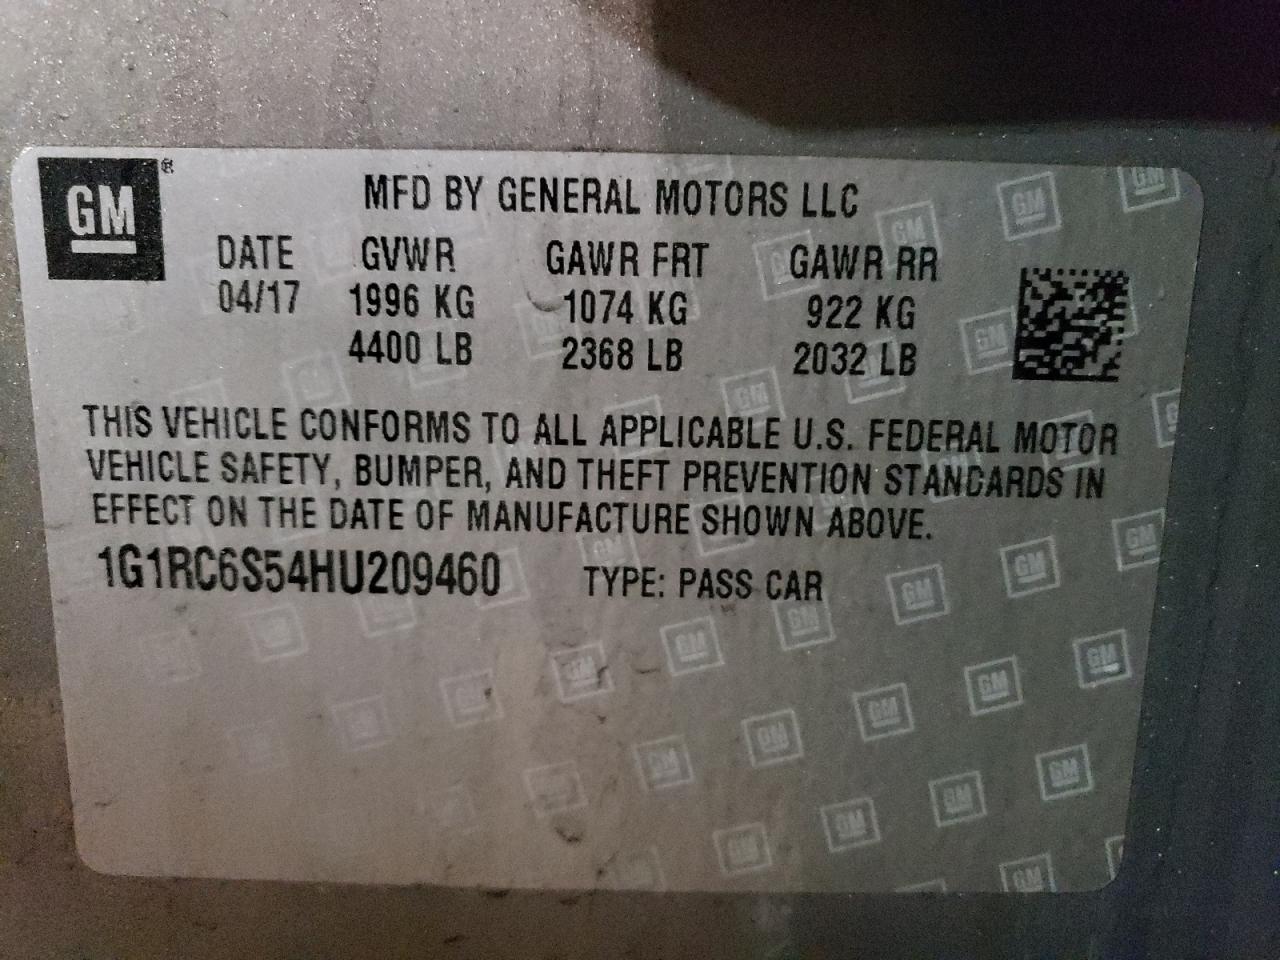 GM®
MFD BY GENERAL MOTORS LLC
DATE GVWR GAWR FRT GAWR RR
04/17 1996 KG 1074 KG 922 KG
4400 LB 2368 LB 2032 LB
THIS VEHICLE CONFORMS TO ALL APPLICABLE U.S. FEDERAL MOTOR
VEHICLE SAFETY, BUMPER, AND THEFT PREVENTION STANDARDS IN
EFFECT ON THE DATE OF MANUFACTURE SHOWN ABOVE.
1G1RC6S54HU209460 TYPE: PASS CAR